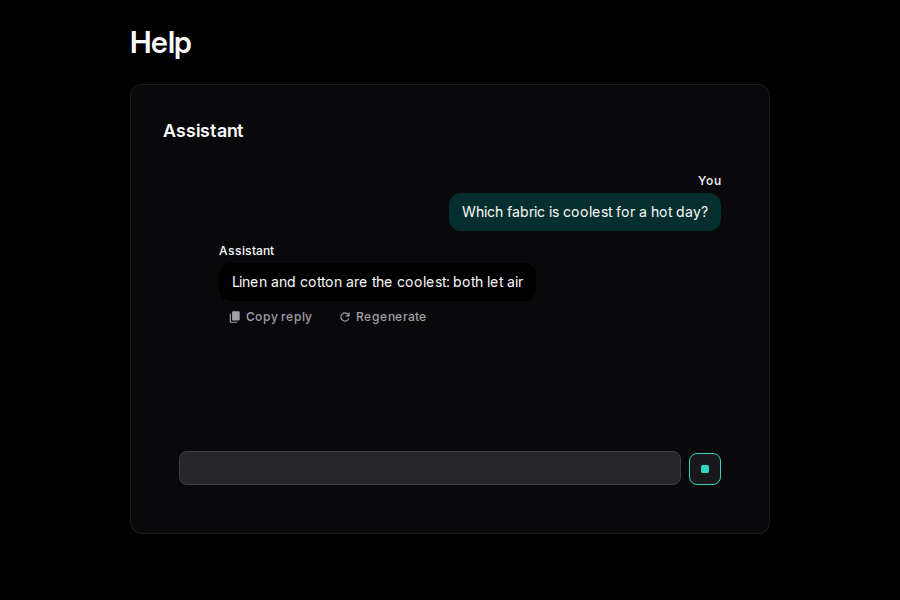 Help
Assistant
You
Which fabric is coolest for a hot day?
Assistant
Linen and cotton are the coolest: both let air
Copy reply
Regenerate